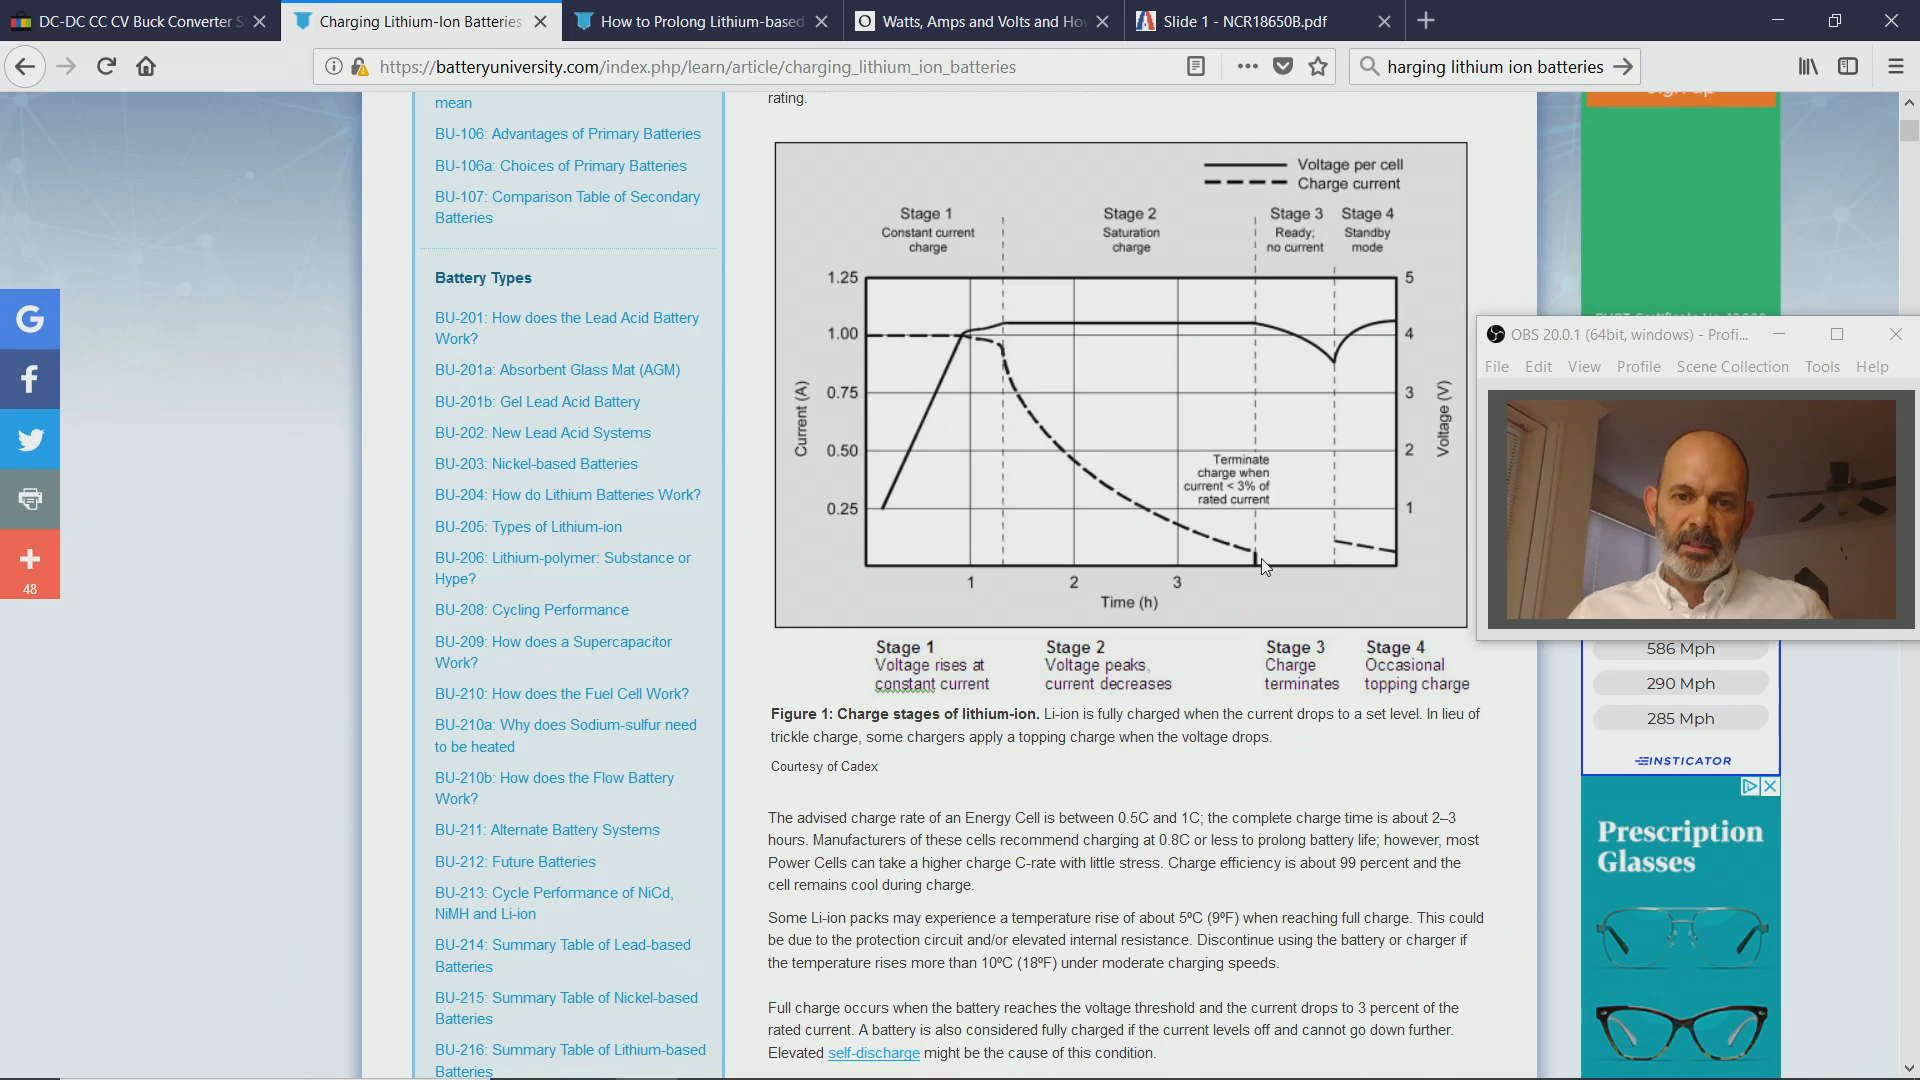 DC-DC CC CV Buck Converter S
Charging Lithium-Ion Batteries
How to Prolong Lithium-based
Watts, Amps and Volts and How
Slide 1 - NCR18650B.pdf
https://batteryuniversity.com/index.php/learn/article/charging_lithium_ion_batteries
harging lithium ion batteries
mean
BU-106: Advantages of Primary Batteries
BU-106a: Choices of Primary Batteries
BU-107: Comparison Table of Secondary
Batteries
Battery Types
BU-201: How does the Lead Acid Battery
Work?
BU-201a: Absorbent Glass Mat (AGM)
BU-201b: Gel Lead Acid Battery
BU-202: New Lead Acid Systems
BU-203: Nickel-based Batteries
BU-204: How do Lithium Batteries Work?
BU-205: Types of Lithium-ion
BU-206: Lithium-polymer: Substance or
Hype?
BU-208: Cycling Performance
BU-209: How does a Supercapacitor
Work?
BU-210: How does the Fuel Cell Work?
BU-210a: Why does Sodium-sulfur need
to be heated
BU-210b: How does the Flow Battery
Work?
BU-211: Alternate Battery Systems
BU-212: Future Batteries
BU-213: Cycle Performance of NiCd,
NiMH and Li-ion
BU-214: Summary Table of Lead-based
Batteries
BU-215: Summary Table of Nickel-based
Batteries
BU-216: Summary Table of Lithium-based
Batteries
48
rating.
Voltage per cell
Charge current
Stage 1
Constant current
charge
Stage 2
Saturation
charge
Stage 3
Ready;
no current
Stage 4
Standby
mode
1.25
1.00
0.75
0.50
0.25
Current (A)
5
4
3
2
1
Voltage (V)
Terminate
charge when
current < 3% of
rated current
1
2
3
Time (h)
Stage 1
Voltage rises at
constant current
Stage 2
Voltage peaks,
current decreases
Stage 3
Charge
terminates
Stage 4
Occasional
topping charge
Figure 1: Charge stages of lithium-ion. Li-ion is fully charged when the current drops to a set level. In lieu of
trickle charge, some chargers apply a topping charge when the voltage drops.
Courtesy of Cadex
The advised charge rate of an Energy Cell is between 0.5C and 1C; the complete charge time is about 2–3
hours. Manufacturers of these cells recommend charging at 0.8C or less to prolong battery life; however, most
Power Cells can take a higher charge C-rate with little stress. Charge efficiency is about 99 percent and the
cell remains cool during charge.
Some Li-ion packs may experience a temperature rise of about 5ºC (9ºF) when reaching full charge. This could
be due to the protection circuit and/or elevated internal resistance. Discontinue using the battery or charger if
the temperature rises more than 10ºC (18ºF) under moderate charging speeds.
Full charge occurs when the battery reaches the voltage threshold and the current drops to 3 percent of the
rated current. A battery is also considered fully charged if the current levels off and cannot go down further.
Elevated self-discharge might be the cause of this condition.
OBS 20.0.1 (64bit, windows) - Profi...
File Edit View Profile Scene Collection Tools Help
586 Mph
290 Mph
285 Mph
INSTICATOR
Prescription
Glasses